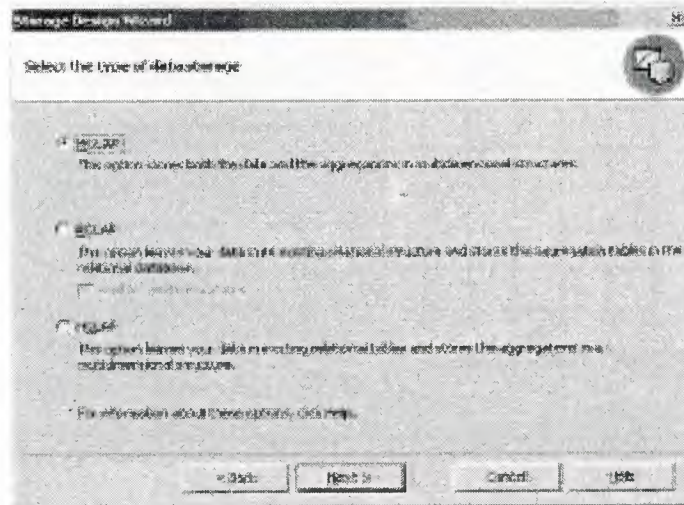 Design Wizard
Select the type of data storage
MOLAP
This option stores both the data and the aggregations in multidimensional structures.
ROLAP
This option leaves your data in its existing relational structure and stores the aggregation tables in the
relational database.
HOLAP
This option leaves your data in existing relational tables and stores the aggregations in a
multidimensional structure.
For information about these options, click Help.
< Back
Next >
Cancel
Help